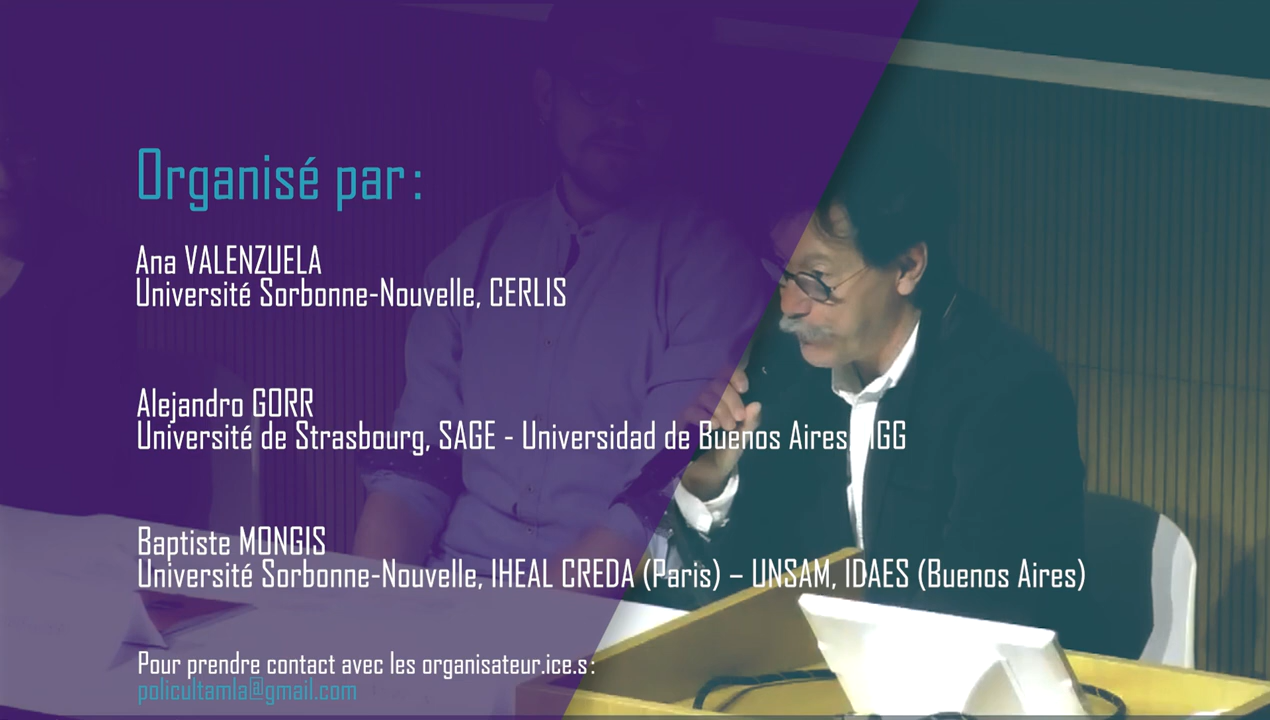 Organisé par :
Ana VALENZUELA
Université Sorbonne-Nouvelle, CERLIS
Alejandro GORR
Université de Strasbourg, SAGE - Universidad de Buenos Aires, IIGG
Baptiste MONGIS
Université Sorbonne-Nouvelle, IHEAL CREDA (Paris) – UNSAM, IDAES (Buenos Aires)
Pour prendre contact avec les organisateur.ice.s :
policultamla@gmail.com